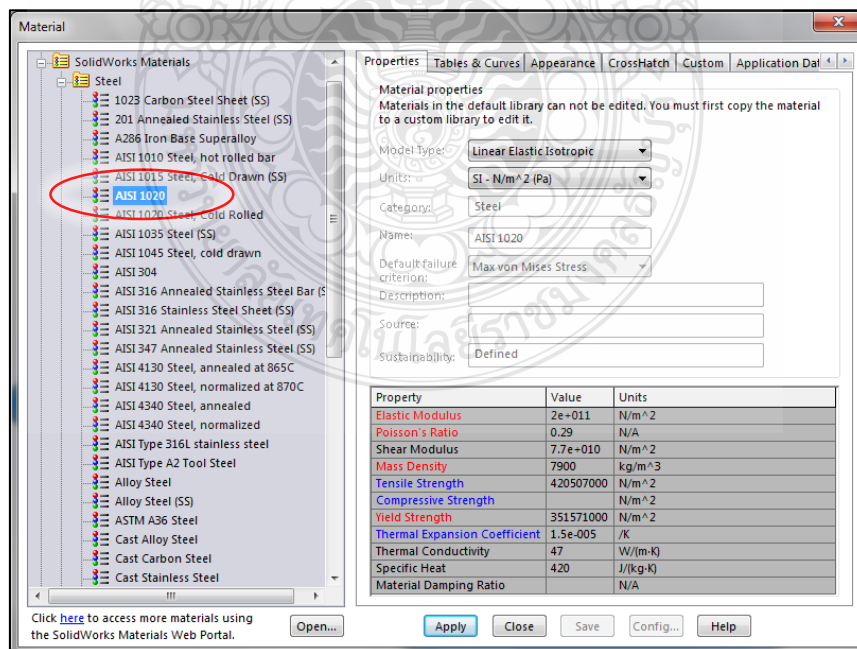 Material
SolidWorks Materials
Steel
1023 Carbon Steel Sheet (SS)
201 Annealed Stainless Steel (SS)
A286 Iron Base Superalloy
AISI 1010 Steel, hot rolled bar
AISI 1015 Steel, Cold Drawn (SS)
AISI 1020
AISI 1020 Steel, Cold Rolled
AISI 1035 Steel (SS)
AISI 1045 Steel, cold drawn
AISI 304
AISI 316 Annealed Stainless Steel Bar (S
AISI 316 Stainless Steel Sheet (SS)
AISI 321 Annealed Stainless Steel (SS)
AISI 347 Annealed Stainless Steel (SS)
AISI 4130 Steel, annealed at 865C
AISI 4130 Steel, normalized at 870C
AISI 4340 Steel, annealed
AISI 4340 Steel, normalized
AISI Type 316L stainless steel
AISI Type A2 Tool Steel
Alloy Steel
Alloy Steel (SS)
ASTM A36 Steel
Cast Alloy Steel
Cast Carbon Steel
Cast Stainless Steel
Click here to access more materials using
the SolidWorks Materials Web Portal.
Open...
Properties Tables & Curves Appearance CrossHatch Custom Application Dat
Material properties
Materials in the default library can not be edited. You must first copy the material
to a custom library to edit it.
Model Type: Linear Elastic Isotropic
Units: SI - N/m^2 (Pa)
Category: Steel
Name: AISI 1020
Default failure
criterion: Max von Mises Stress
Description:
Source:
Sustainability: Defined
Property Value Units
Elastic Modulus 2e+011 N/m^2
Poisson's Ratio 0.29 N/A
Shear Modulus 7.7e+010 N/m^2
Mass Density 7900 kg/m^3
Tensile Strength 420507000 N/m^2
Compressive Strength N/m^2
Yield Strength 351571000 N/m^2
Thermal Expansion Coefficient 1.5e-005 /K
Thermal Conductivity 47 W/(m·K)
Specific Heat 420 J/(kg·K)
Material Damping Ratio N/A
Apply Close Save Config... Help